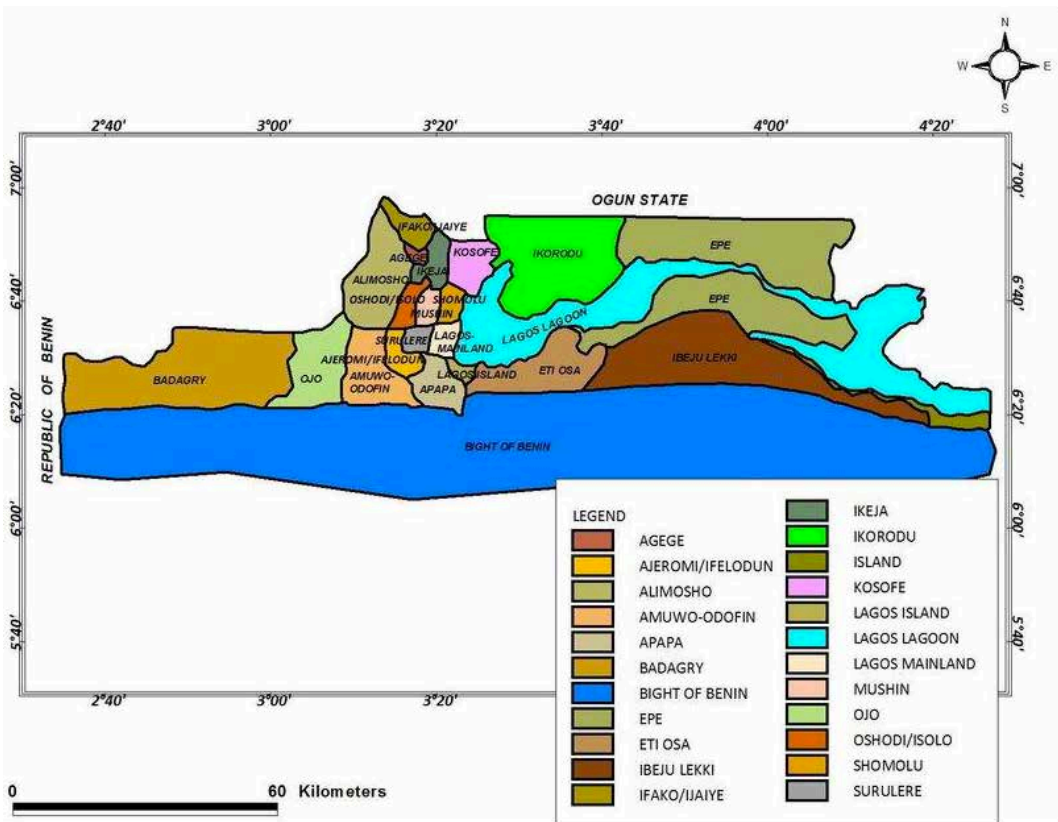 N
W E
S
2°40' 3°00' 3°20' 3°40' 4°00' 4°20'
7°00' 7°00'
OGUN STATE
IFAKO/IJAIYE
KOSOFE
EPE
AGEGE
IKORODU
IKEJA
ALIMOSHO
6°40' 6°40'
OSHODI/ISOLO
SHOMOLU
EPE
MUSHIN
LAGOS LAGOON
SURULERE
LAGOS-
MAINLAND
REPUBLIC OF BENIN
AJEROMI/IFELODUN
IBEJU LEKKI
BADAGRY
OJO
AMUWO-
ODOFIN
LAGOS ISLAND
ETI OSA
APAPA
6°20' 6°20'
BIGHT OF BENIN
6°00' 6°00'
5°40' 5°40'
2°40' 3°00' 3°20'
LEGEND
AGEGE
AJEROMI/IFELODUN
ALIMOSHO
AMUWO-ODOFIN
APAPA
BADAGRY
BIGHT OF BENIN
EPE
ETI OSA
IBEJU LEKKI
IFAKO/IJAIYE
IKEJA
IKORODU
ISLAND
KOSOFE
LAGOS ISLAND
LAGOS LAGOON
LAGOS MAINLAND
MUSHIN
OJO
OSHODI/ISOLO
SHOMOLU
SURULERE
4°20'
0 60 Kilometers